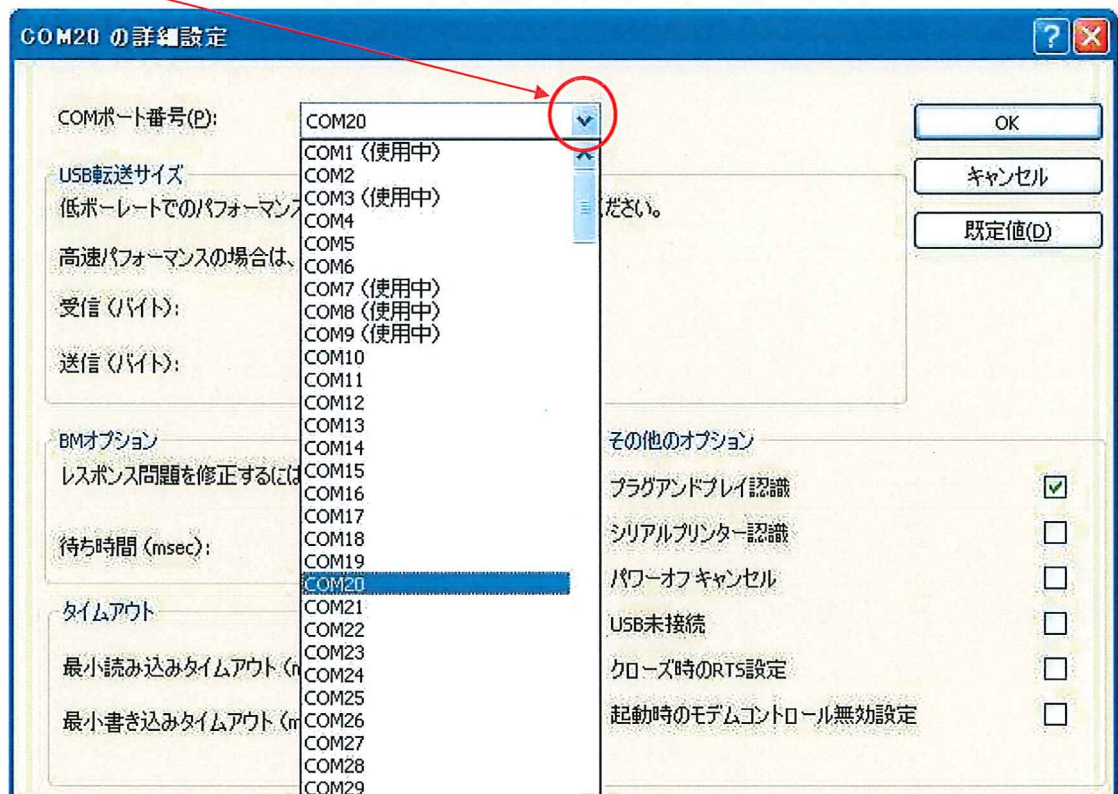 COM20 の詳細設定
COMポート番号(P):
COM20
OK
キャンセル
既定値(D)
COM1 (使用中)
COM2
COM3 (使用中)
COM4
COM5
COM6
COM7 (使用中)
COM8 (使用中)
COM9 (使用中)
COM10
COM11
COM12
COM13
COM14
COM15
COM16
COM17
COM18
COM19
COM20
COM21
COM22
COM23
COM24
COM25
COM26
COM27
COM28
COM29
USB転送サイズ
低ボーレートでのパフォーマンス ださい。
高速パフォーマンスの場合は、
受信 (バイト):
送信 (バイト):
BMオプション
レスポンス問題を修正するには
待ち時間 (msec):
タイムアウト
最小読み込みタイムアウト (m
最小書き込みタイムアウト (m
その他のオプション
プラグアンドプレイ認識
シリアルプリンター認識
パワーオフ キャンセル
USB未接続
クローズ時のRTS設定
起動時のモデムコントロール無効設定